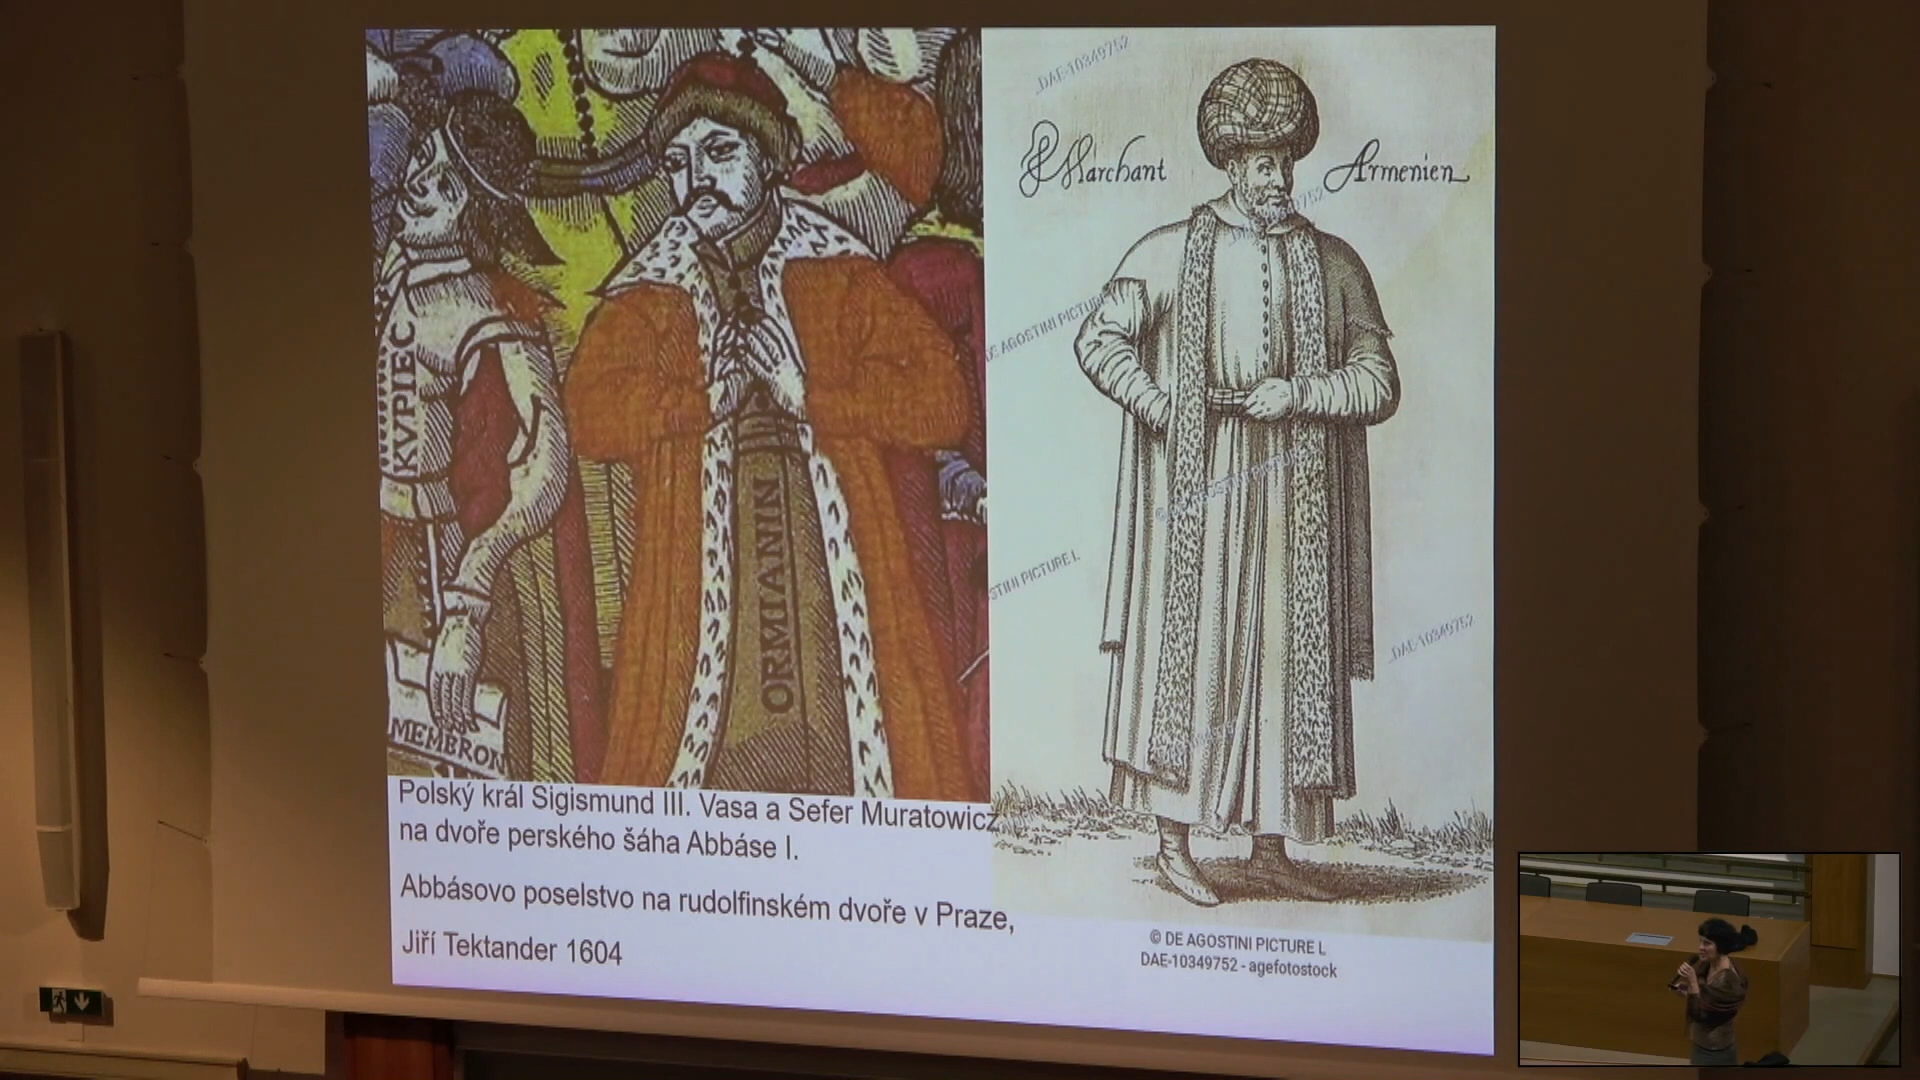 KVPIEC
ORMIANIN
MEMBRON
Polský král Sigismund III. Vasa a Sefer Muratowicz
na dvoře perského šáha Abbáse I.
Abbásovo poselstvo na rudolfinském dvoře v Praze,
Jiří Tektander 1604
DAE-10349752
Marchant Armenien
DE AGOSTINI PICTURE
STINI PICTURE L
DAE-10349752
© DE AGOSTINI PICTURE L
DAE-10349752 - agefotostock